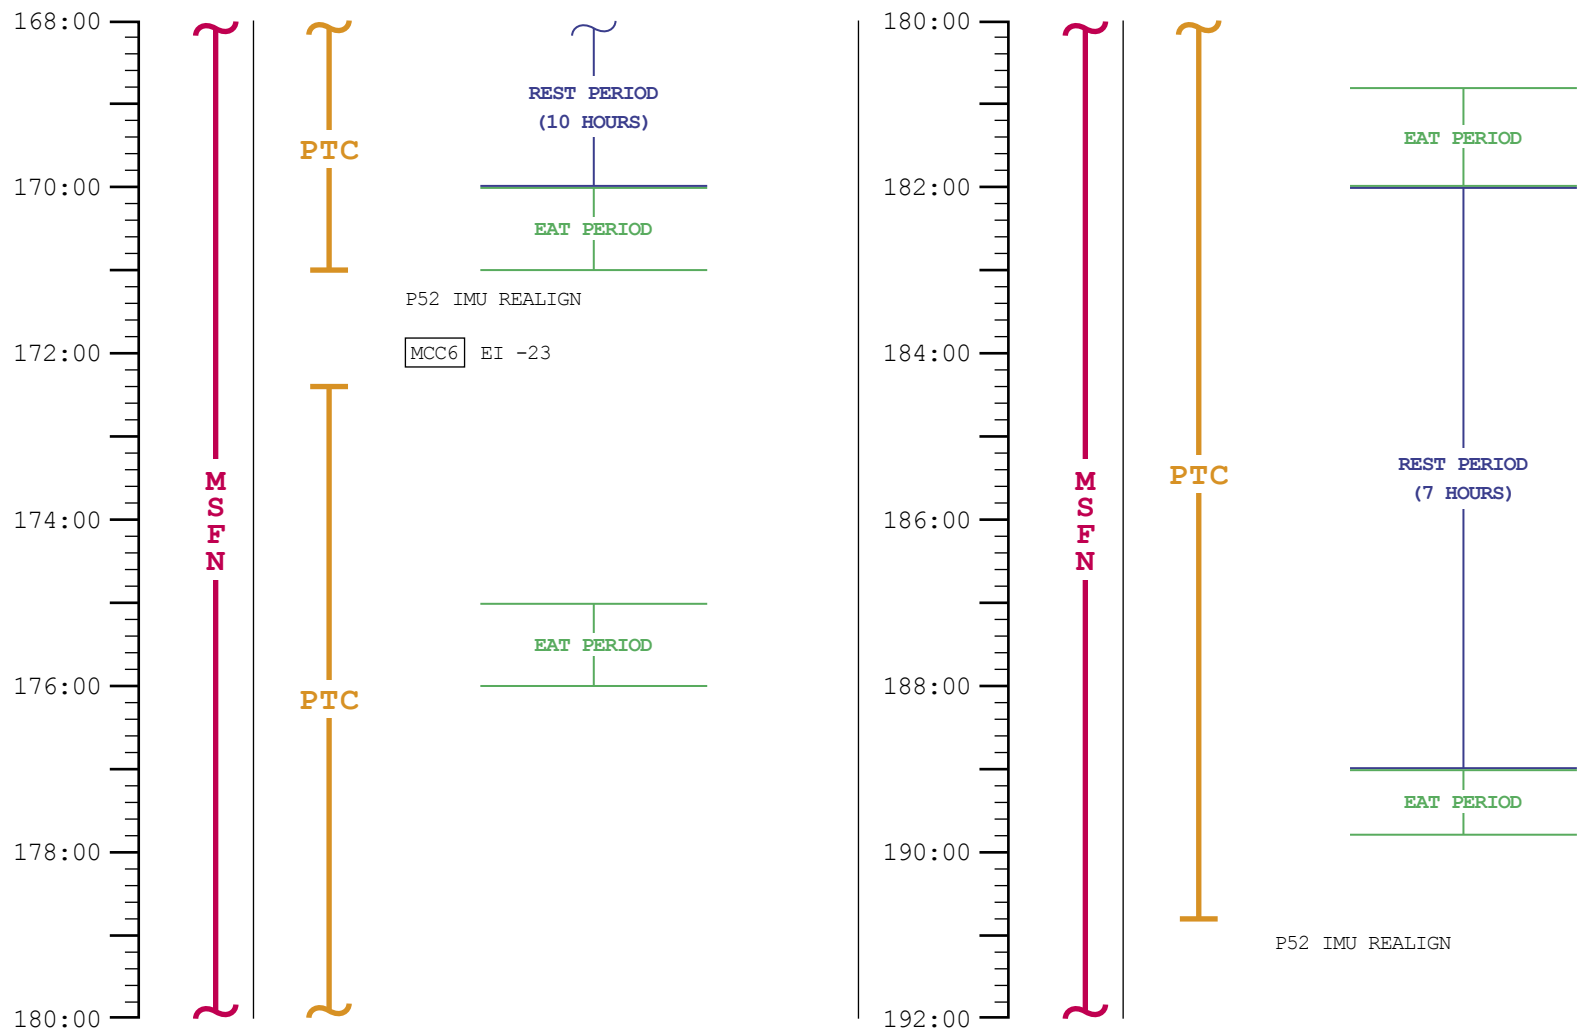 168:00
REST PERIOD
(10 HOURS)
PTC
170:00
EAT PERIOD
P52 IMU REALIGN
172:00
MCC6 EI -23
M
S
F
N
174:00
EAT PERIOD
176:00
PTC
178:00
180:00
180:00
EAT PERIOD
182:00
184:00
REST PERIOD
(7 HOURS)
PTC
M
S
F
N
186:00
188:00
EAT PERIOD
190:00
P52 IMU REALIGN
192:00